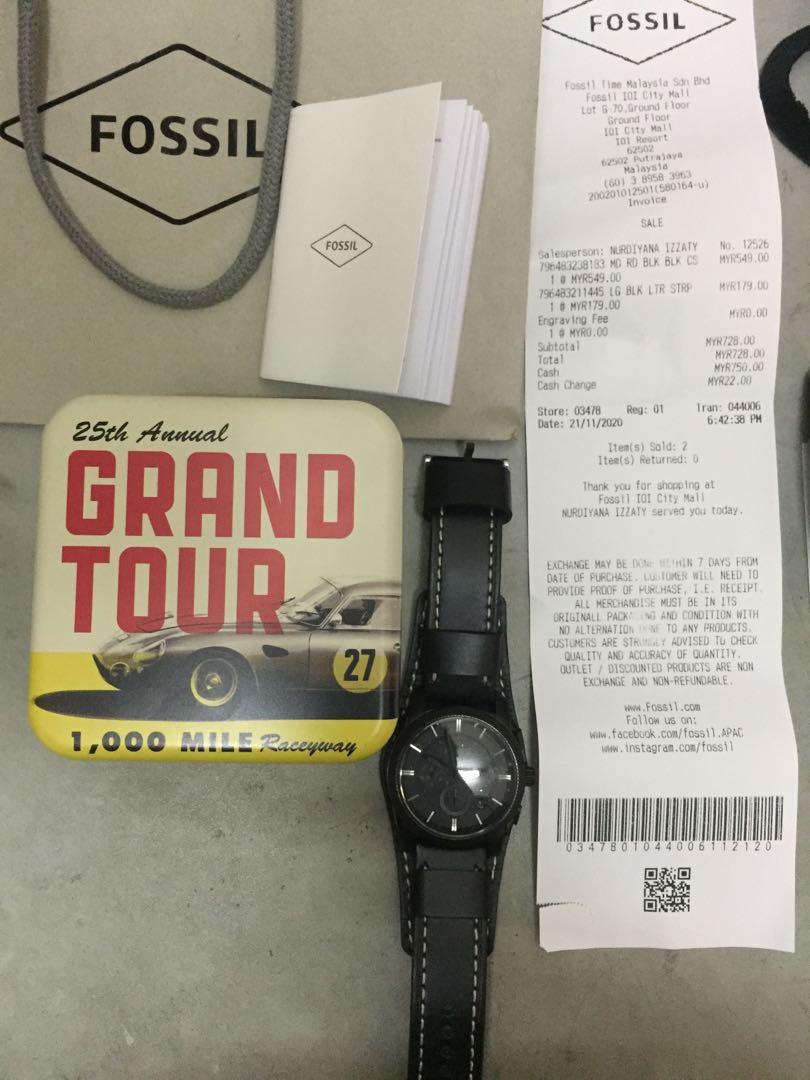 FOSSIL
FOSSIL
25th Annual
GRAND
TOUR
27
1,000 MILE Raceyway
FOSSIL
Fossil Time Malaysia Sdn Bhd
Fossil IOI City Mall
Lot G-70,Ground Floor
Ground Floor
IOI City Mall
IOI Resort
62502
62502 Putrajaya
Malaysia
(60) 3 8958 3963
200201012501(580164-u)
Invoice
SALE
Salesperson: NURDIYANA IZZATY No. 12526
796483238183 MD RD BLK BLK CS MYR549.00
1 @ MYR549.00
796483211445 LG BLK LTR STRP MYR179.00
1 @ MYR179.00
Engraving Fee MYR0.00
1 @ MYR0.00
Subtotal MYR728.00
Total MYR728.00
Cash MYR750.00
Cash Change MYR22.00
Store: 03478 Reg: 01 Tran: 044006
Date: 21/11/2020 6:42:38 PM
Item(s) Sold: 2
Item(s) Returned: 0
Thank you for shopping at
Fossil IOI City Mall
NURDIYANA IZZATY served you today.
EXCHANGE MAY BE DONE WITHIN 7 DAYS FROM
DATE OF PURCHASE. CUSTOMER WILL NEED TO
PROVIDE PROOF OF PURCHASE, I.E. RECEIPT.
ALL MERCHANDISE MUST BE IN ITS
ORIGINALL PACKING AND CONDITION WITH
NO ALTERNATION DONE TO ANY PRODUCTS.
CUSTOMERS ARE STRONGLY ADVISED TO CHECK
QUALITY AND ACCURACY OF QUANTITY.
OUTLET / DISCOUNTED PRODUCTS ARE NON
EXCHANGE AND NON-REFUNDABLE.
www.Fossil.com
Follow us on:
www.facebook.com/fossil.APAC
www.instagram.com/fossil
03478010440061121​20